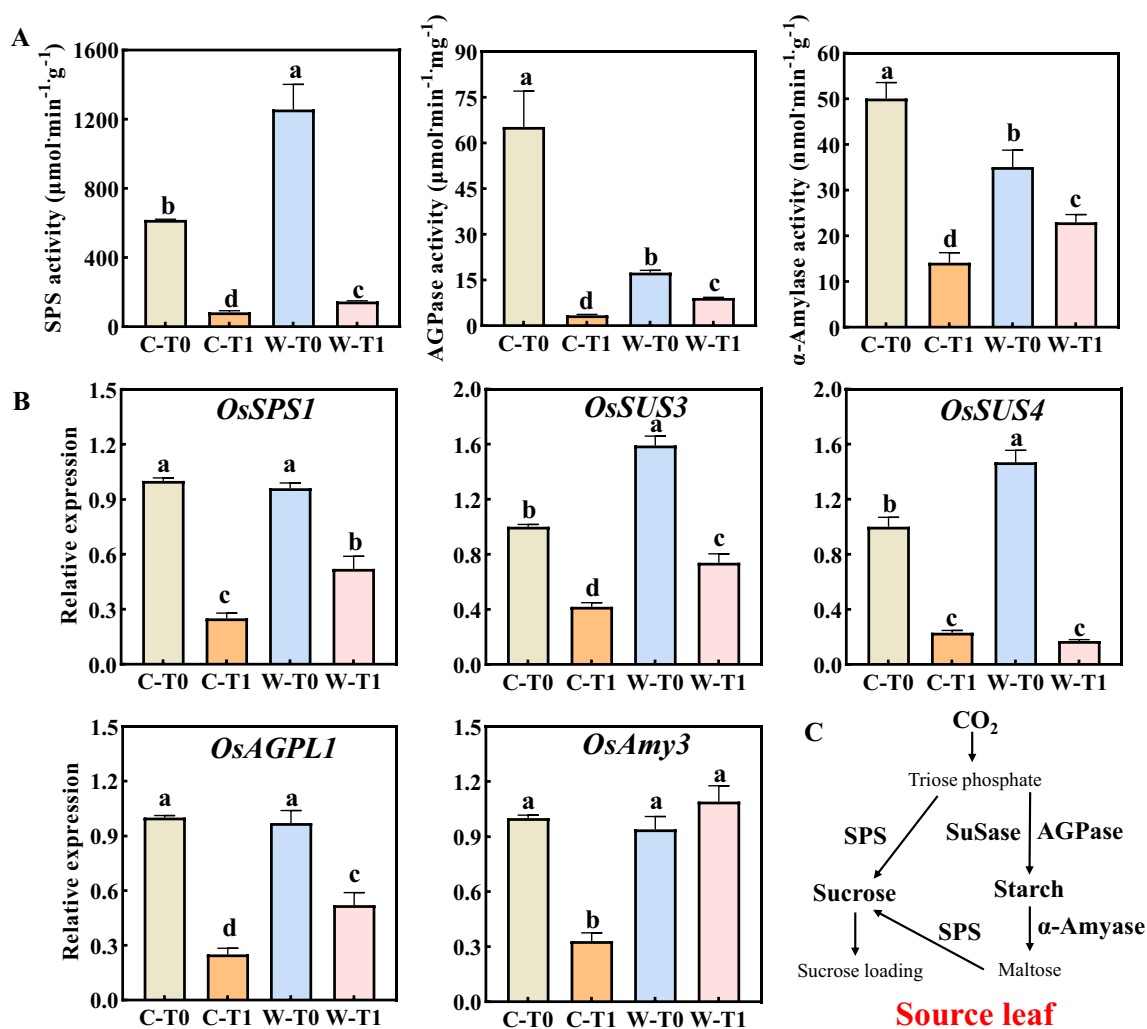 A
SPS activity (μmol·min⁻¹·g⁻¹)
1600
1200
800
400
0
b
d
a
c
C-T0 C-T1 W-T0 W-T1
AGPase activity (μmol·min⁻¹·mg⁻¹)
90
75
60
45
30
15
0
a
d
b
c
C-T0 C-T1 W-T0 W-T1
α-Amylase activity (nmol·min⁻¹·g⁻¹)
60
50
40
30
20
10
0
a
d
b
c
C-T0 C-T1 W-T0 W-T1
B
Relative expression
OsSPS1
1.5
1.2
0.9
0.6
0.3
0.0
a
c
a
b
C-T0 C-T1 W-T0 W-T1
OsSUS3
2.0
1.6
1.2
0.8
0.4
0.0
b
d
a
c
C-T0 C-T1 W-T0 W-T1
OsSUS4
2.0
1.6
1.2
0.8
0.4
0.0
b
c
a
c
C-T0 C-T1 W-T0 W-T1
Relative expression
OsAGPL1
1.5
1.2
0.9
0.6
0.3
0.0
a
d
a
c
C-T0 C-T1 W-T0 W-T1
OsAmy3
1.5
1.2
0.9
0.6
0.3
0.0
a
b
a
a
C-T0 C-T1 W-T0 W-T1
C
CO₂
Triose phosphate
SPS SuSase AGPase
Sucrose Starch
SPS α-Amyase
Sucrose loading Maltose
Source leaf